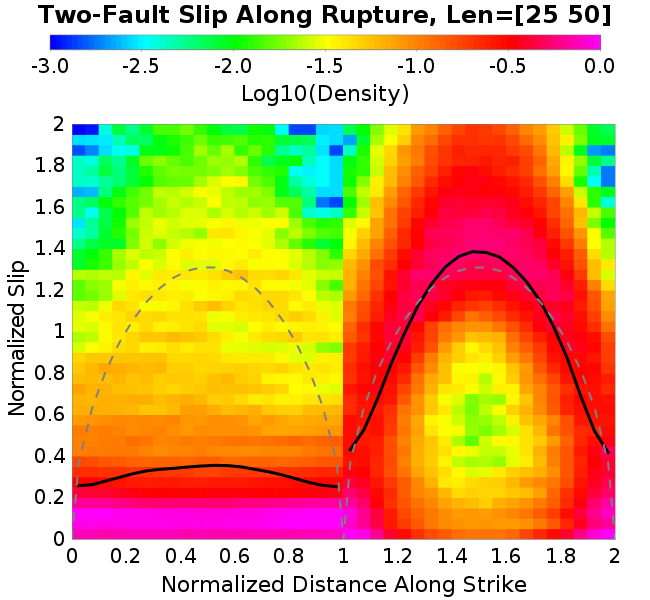 Two-Fault Slip Along Rupture, Len=[25 50]
-3.0 -2.5 -2.0 -1.5 -1.0 -0.5 0.0
Log10(Density)
Normalized Slip
2
1.8
1.6
1.4
1.2
1
0.8
0.6
0.4
0.2
0
0 0.2 0.4 0.6 0.8 1 1.2 1.4 1.6 1.8 2
Normalized Distance Along Strike